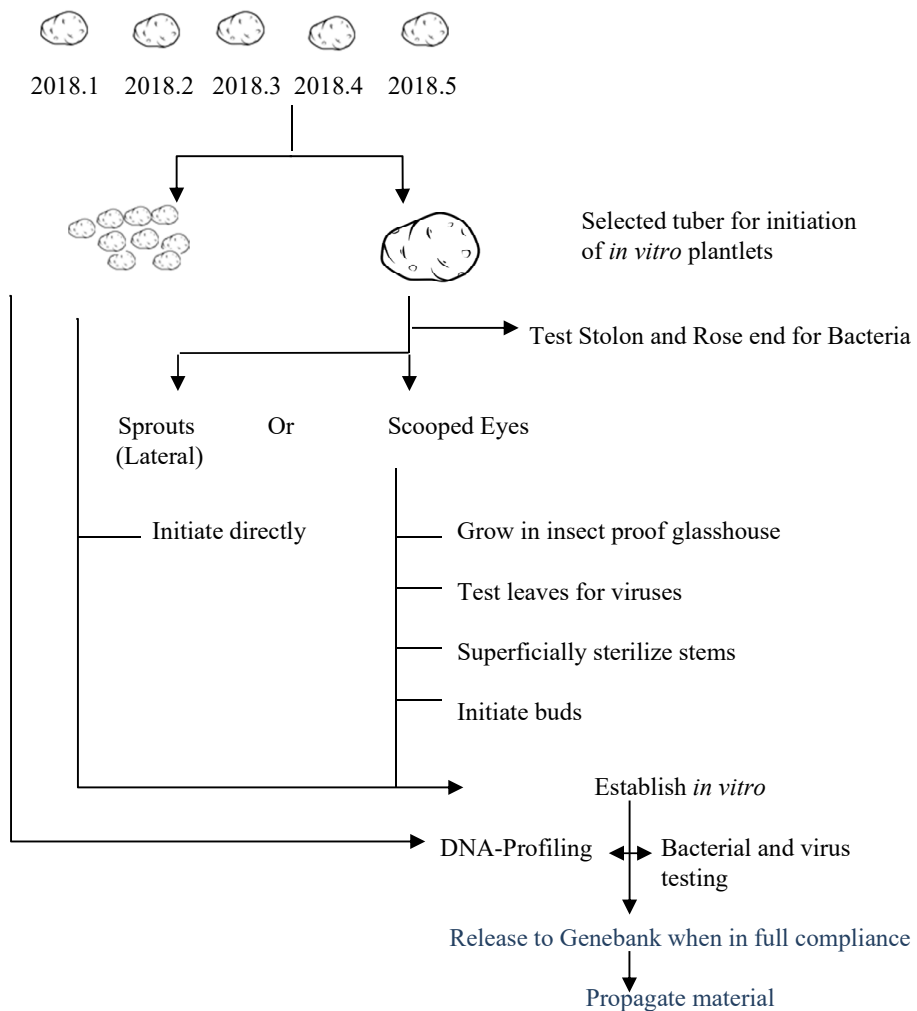 2018.1 2018.2 2018.3 2018.4 2018.5
Selected tuber for initiation
of in vitro plantlets
Test Stolon and Rose end for Bacteria
Sprouts
(Lateral)
Or
Scooped Eyes
Initiate directly
Grow in insect proof glasshouse
Test leaves for viruses
Superficially sterilize stems
Initiate buds
Establish in vitro
DNA-Profiling
Bacterial and virus
testing
Release to Genebank when in full compliance
Propagate material